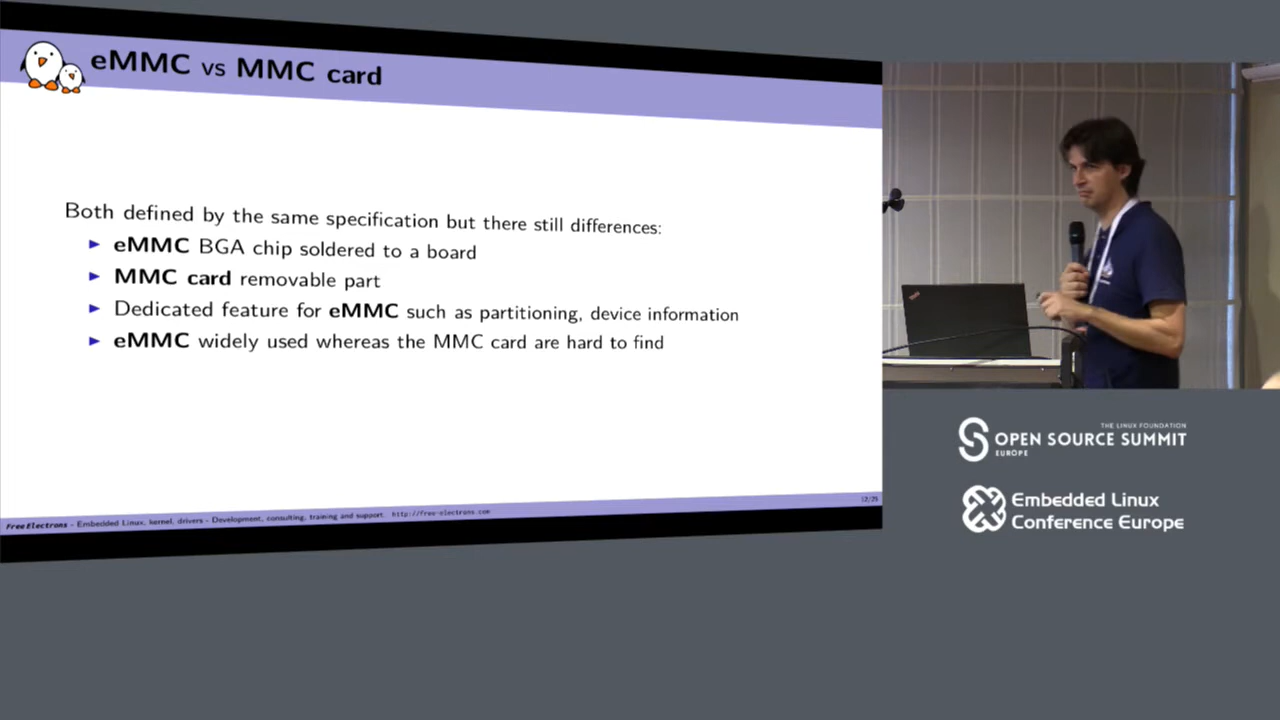 eMMC vs MMC card
Both defined by the same specification but there still differences:
eMMC BGA chip soldered to a board
MMC card removable part
Dedicated feature for eMMC such as partitioning, device information
eMMC widely used whereas the MMC card are hard to find
Free Electrons - Embedded Linux, kernel, drivers - Development, consulting, training and support. http://free-electrons.com
12/25
THE LINUX FOUNDATION
OPEN SOURCE SUMMIT
EUROPE
Embedded Linux
Conference Europe